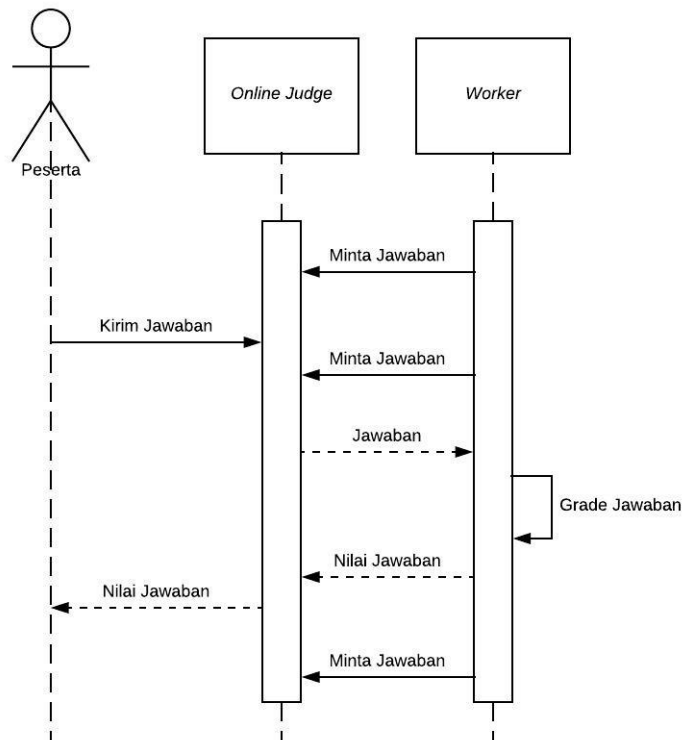 Peserta
Online Judge
Worker
Minta Jawaban
Kirim Jawaban
Minta Jawaban
Jawaban
Grade Jawaban
Nilai Jawaban
Nilai Jawaban
Minta Jawaban